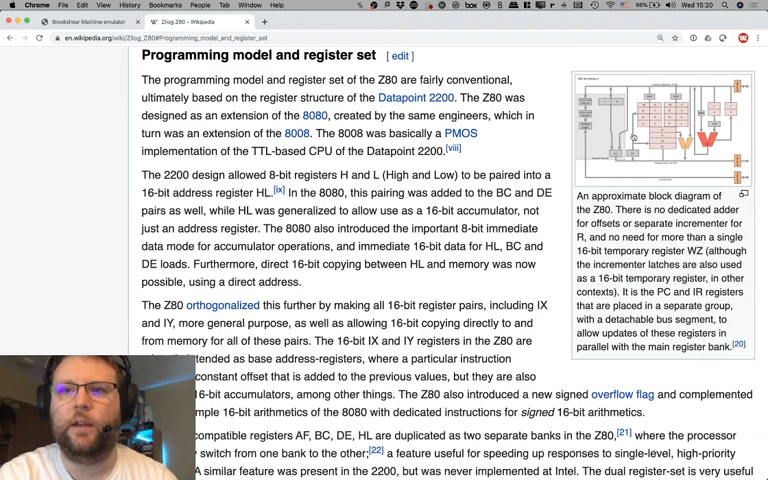 Chrome File Edit View History Bookmarks People Tab Window Help box 66% Wed 15:20
Brookshear Machine emulator Zilog Z80 - Wikipedia
en.wikipedia.org/wiki/Zilog_Z80#Programming_model_and_register_set
Programming model and register set [ edit ]
The programming model and register set of the Z80 are fairly conventional,
ultimately based on the register structure of the Datapoint 2200. The Z80 was
designed as an extension of the 8080, created by the same engineers, which in
turn was an extension of the 8008. The 8008 was basically a PMOS
implementation of the TTL-based CPU of the Datapoint 2200.[viii]
The 2200 design allowed 8-bit registers H and L (High and Low) to be paired into a
16-bit address register HL.[ix] In the 8080, this pairing was added to the BC and DE
pairs as well, while HL was generalized to allow use as a 16-bit accumulator, not
just an address register. The 8080 also introduced the important 8-bit immediate
data mode for accumulator operations, and immediate 16-bit data for HL, BC and
DE loads. Furthermore, direct 16-bit copying between HL and memory was now
possible, using a direct address.
The Z80 orthogonalized this further by making all 16-bit register pairs, including IX
and IY, more general purpose, as well as allowing 16-bit copying directly to and
from memory for all of these pairs. The 16-bit IX and IY registers in the Z80 are
tended as base address-registers, where a particular instruction
constant offset that is added to the previous values, but they are also
16-bit accumulators, among other things. The Z80 also introduced a new signed overflow flag and complemented
mple 16-bit arithmetics of the 8080 with dedicated instructions for signed 16-bit arithmetics.
compatible registers AF, BC, DE, HL are duplicated as two separate banks in the Z80,[21] where the processor
switch from one bank to the other;[22] a feature useful for speeding up responses to single-level, high-priority
A similar feature was present in the 2200, but was never implemented at Intel. The dual register-set is very useful
An approximate block diagram of
the Z80. There is no dedicated adder
for offsets or separate incrementer for
R, and no need for more than a single
16-bit temporary register WZ (although
the incrementer latches are also used
as a 16-bit temporary register, in other
contexts). It is the PC and IR registers
that are placed in a separate group,
with a detachable bus segment, to
allow updates of these registers in
parallel with the main register bank.[20]